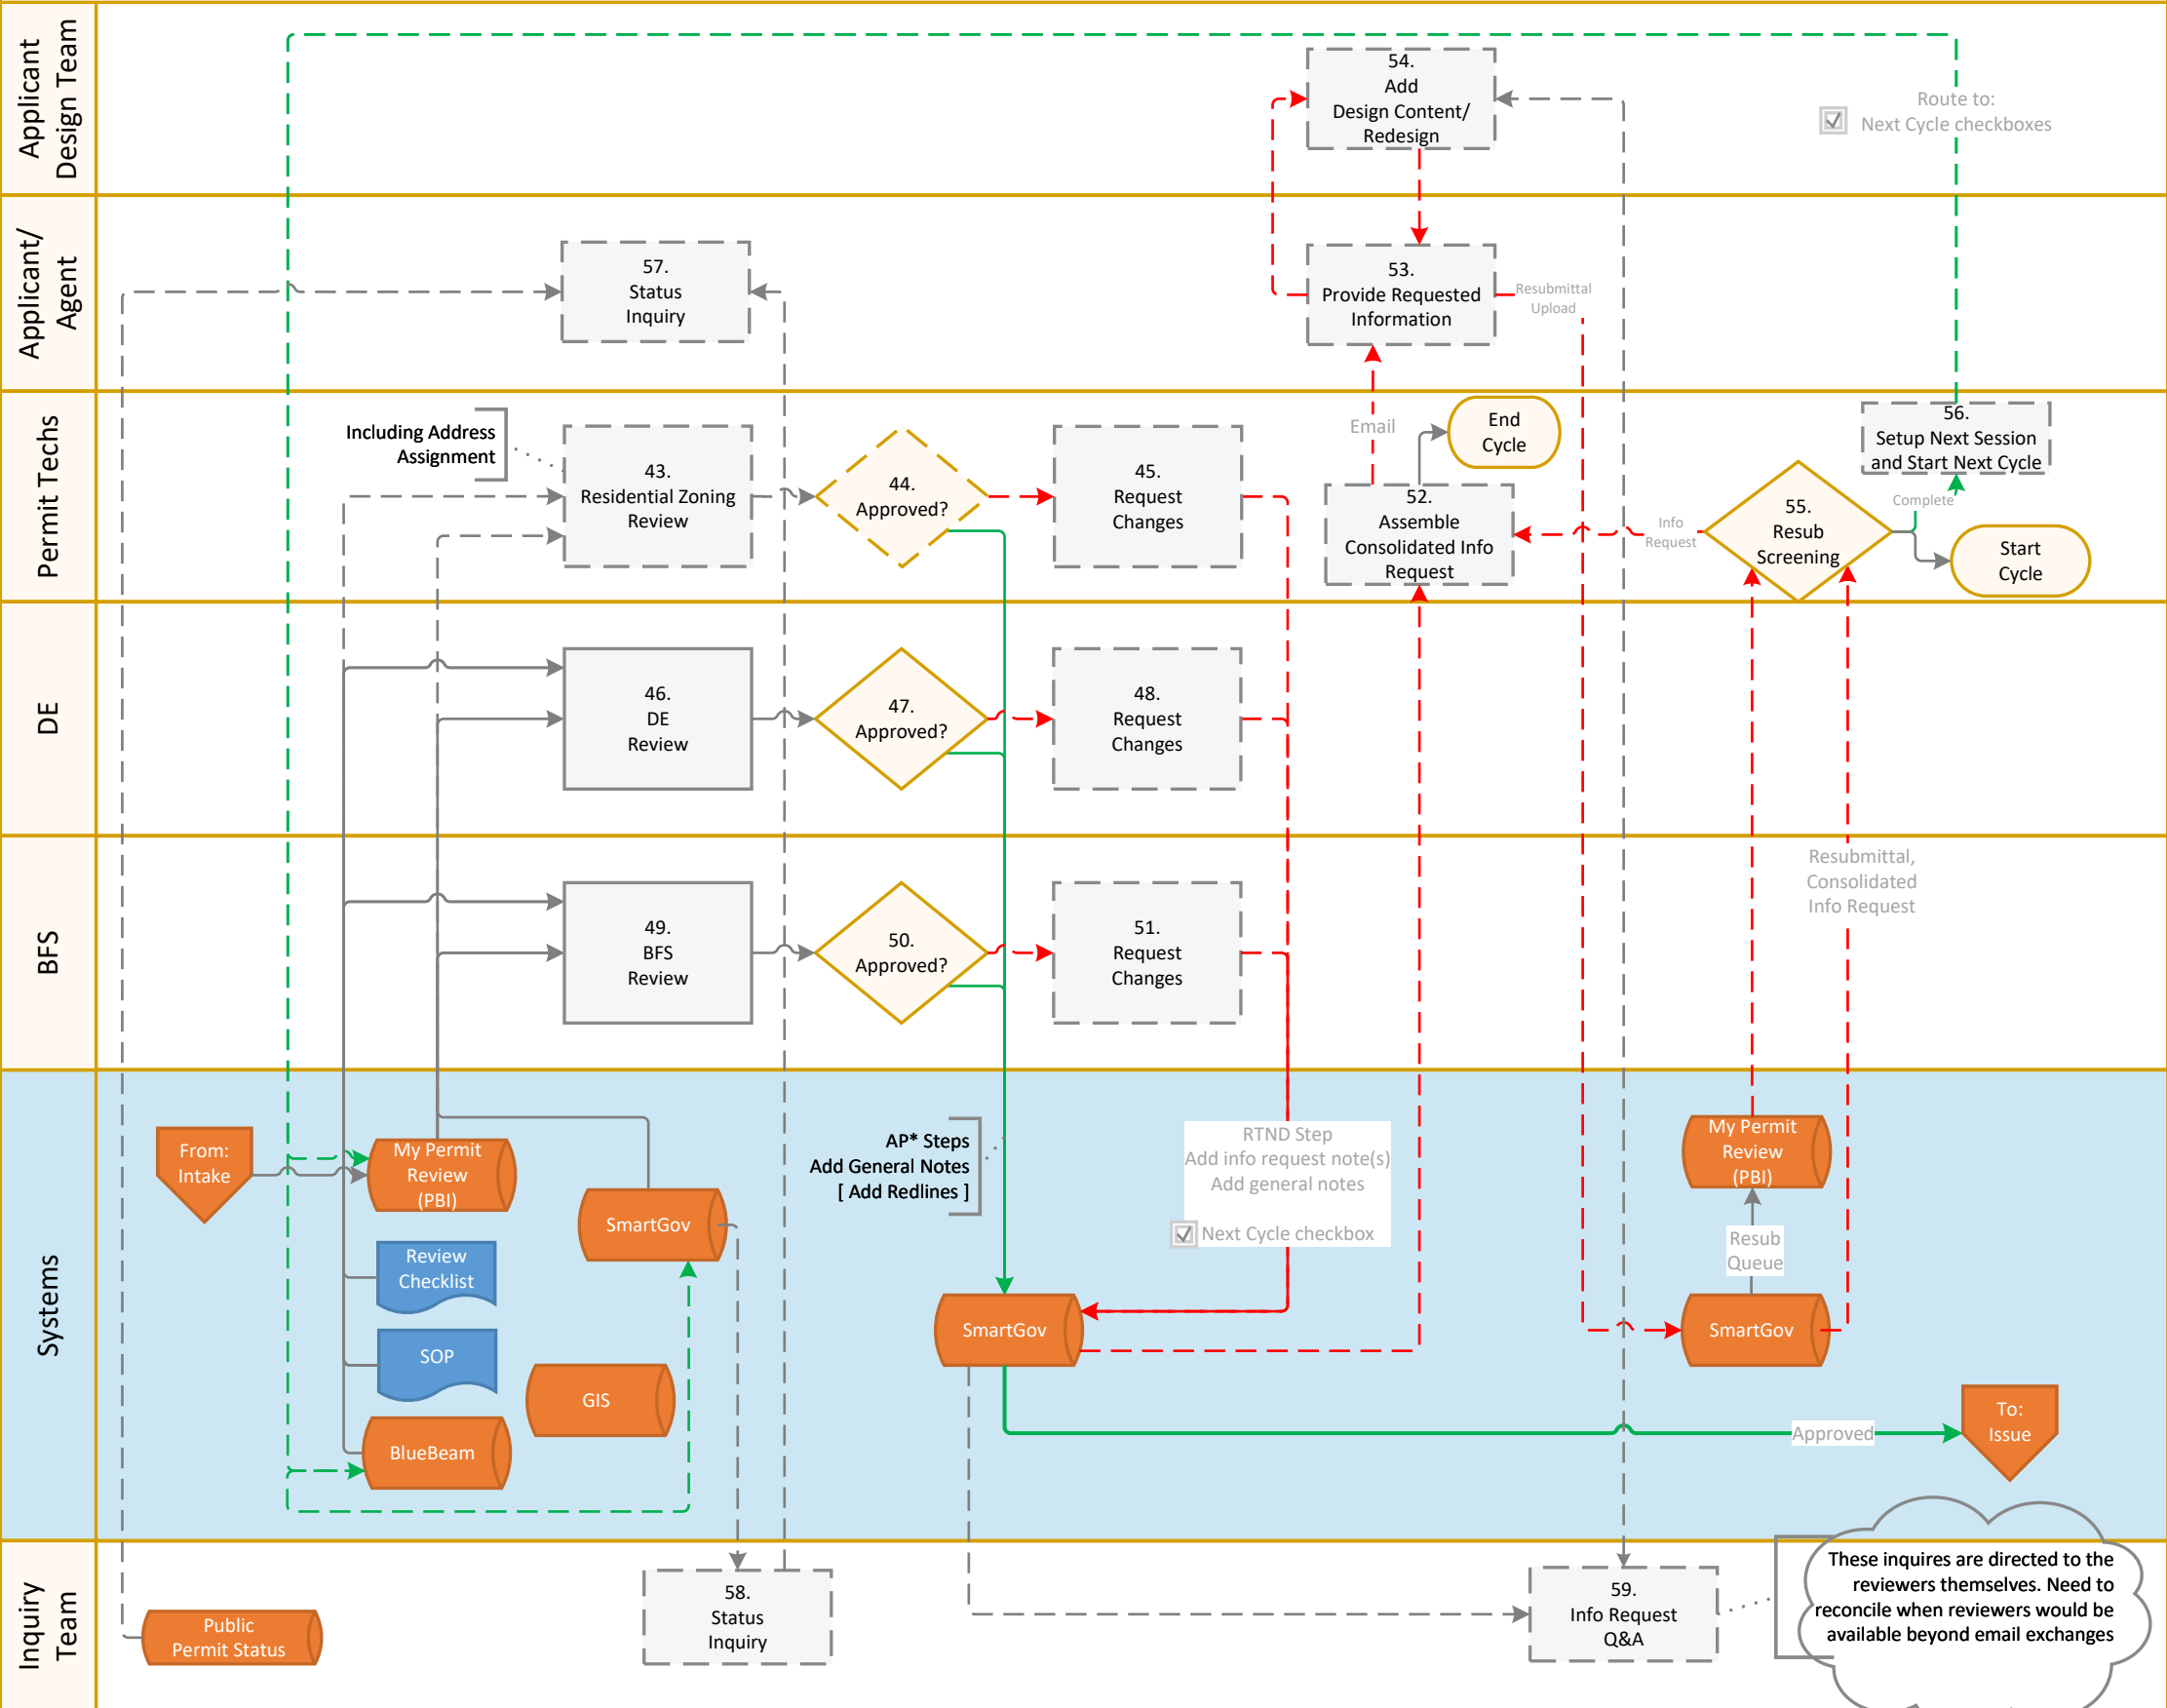 Applicant
Design Team
54.
Add
Design Content/
Redesign
Route to:
Next Cycle checkboxes
Applicant/
Agent
57.
Status
Inquiry
53.
Provide Requested
Information
Resubmittal
Upload
Permit Techs
Including Address
Assignment
43.
Residential Zoning
Review
44.
Approved?
45.
Request
Changes
Email
End
Cycle
52.
Assemble
Consolidated Info
Request
Info
Request
55.
Resub
Screening
Complete
56.
Setup Next Session
and Start Next Cycle
Start
Cycle
DE
46.
DE
Review
47.
Approved?
48.
Request
Changes
BFS
49.
BFS
Review
50.
Approved?
51.
Request
Changes
Resubmittal,
Consolidated
Info Request
Systems
From:
Intake
My Permit
Review
(PBI)
Review
Checklist
SOP
BlueBeam
SmartGov
GIS
AP* Steps
Add General Notes
[ Add Redlines ]
SmartGov
RTND Step
Add info request note(s)
Add general notes
Next Cycle checkbox
My Permit
Review
(PBI)
Resub
Queue
SmartGov
Approved
To:
Issue
Inquiry
Team
Public
Permit Status
58.
Status
Inquiry
59.
Info Request
Q&A
These inquires are directed to the
reviewers themselves. Need to
reconcile when reviewers would be
available beyond email exchanges